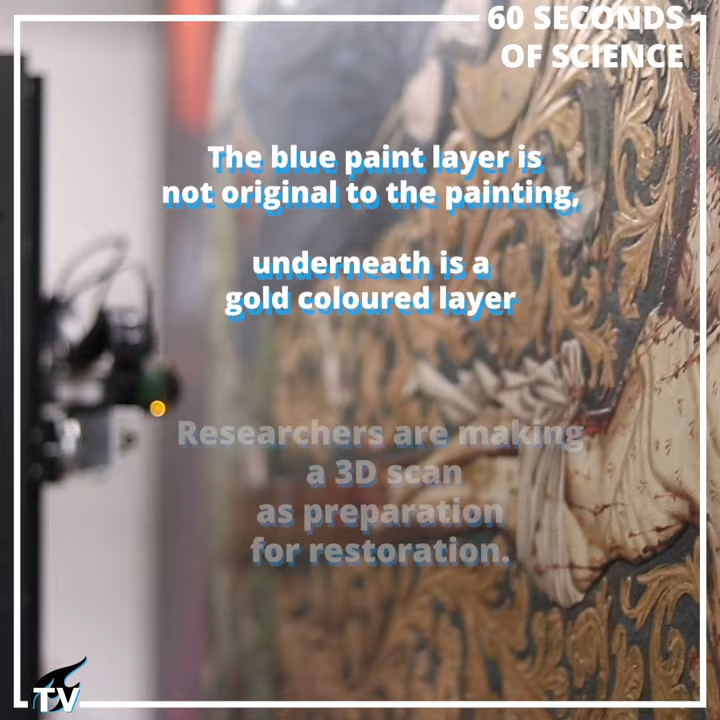 60 SECONDS
OF SCIENCE
The blue paint layer is
not original to the painting,
underneath is a
gold coloured layer
Researchers are making
a 3D scan
as preparation
for restoration.
TV